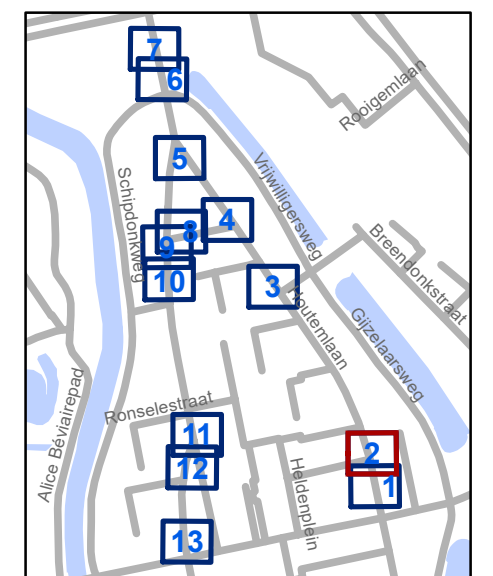 7
6
Rooigemlaan
5
Vrijwilligersweg
Schipdonkweg
4
8
9
Breendonkstraat
10
3
Houtemlaan
Gijzelaarsweg
Alice Béviairepad
Ronselestraat
11
2
12
1
Heldenplein
13